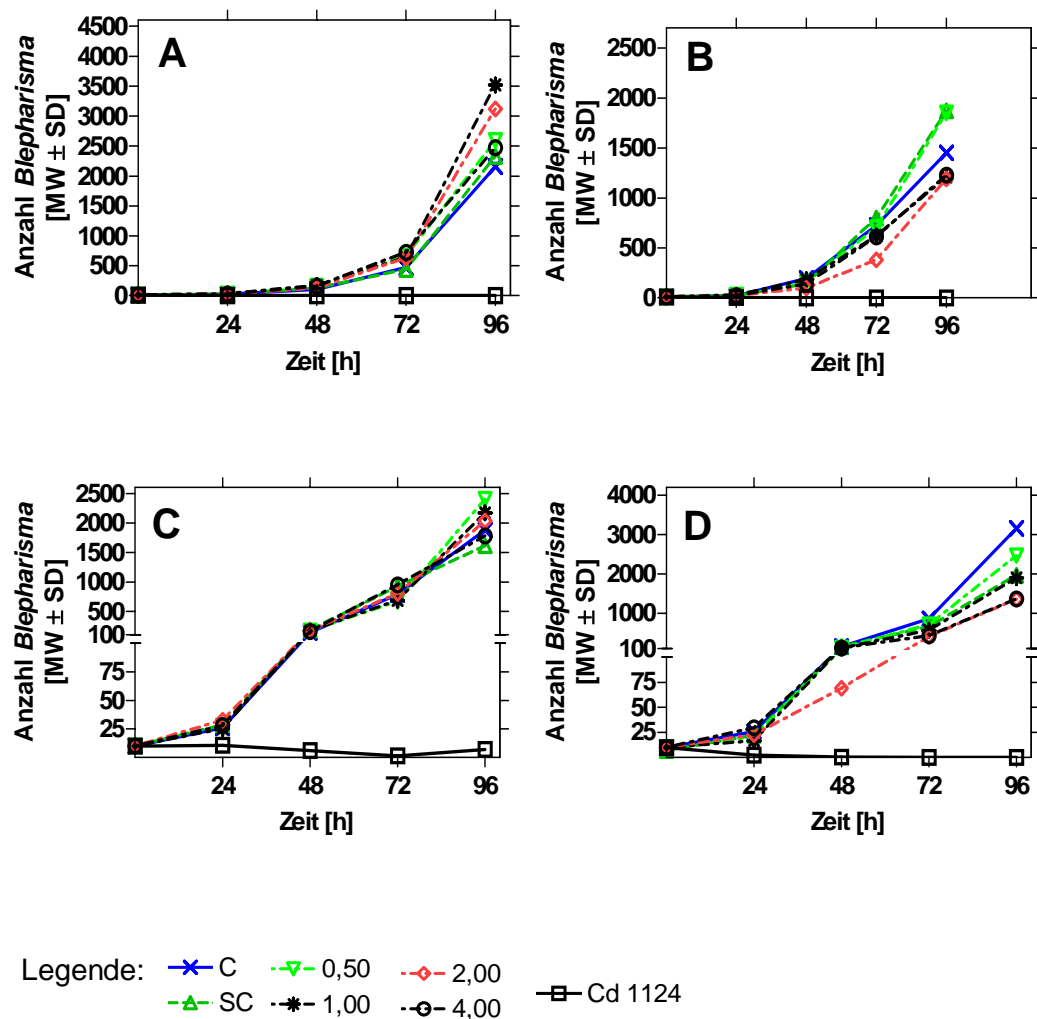 A
Anzahl Blepharisma
[MW ± SD]
4500
4000
3500
3000
2500
2000
1500
1000
500
0
24 48 72 96
Zeit [h]
B
Anzahl Blepharisma
[MW ± SD]
2500
2000
1500
1000
500
0
24 48 72 96
Zeit [h]
C
Anzahl Blepharisma
[MW ± SD]
2500
2000
1500
1000
500
100
75
50
25
24 48 72 96
Zeit [h]
D
Anzahl Blepharisma
[MW ± SD]
4000
3000
2000
1000
100
75
50
25
24 48 72 96
Zeit [h]
Legende: C 0,50 2,00 Cd 1124
SC 1,00 4,00